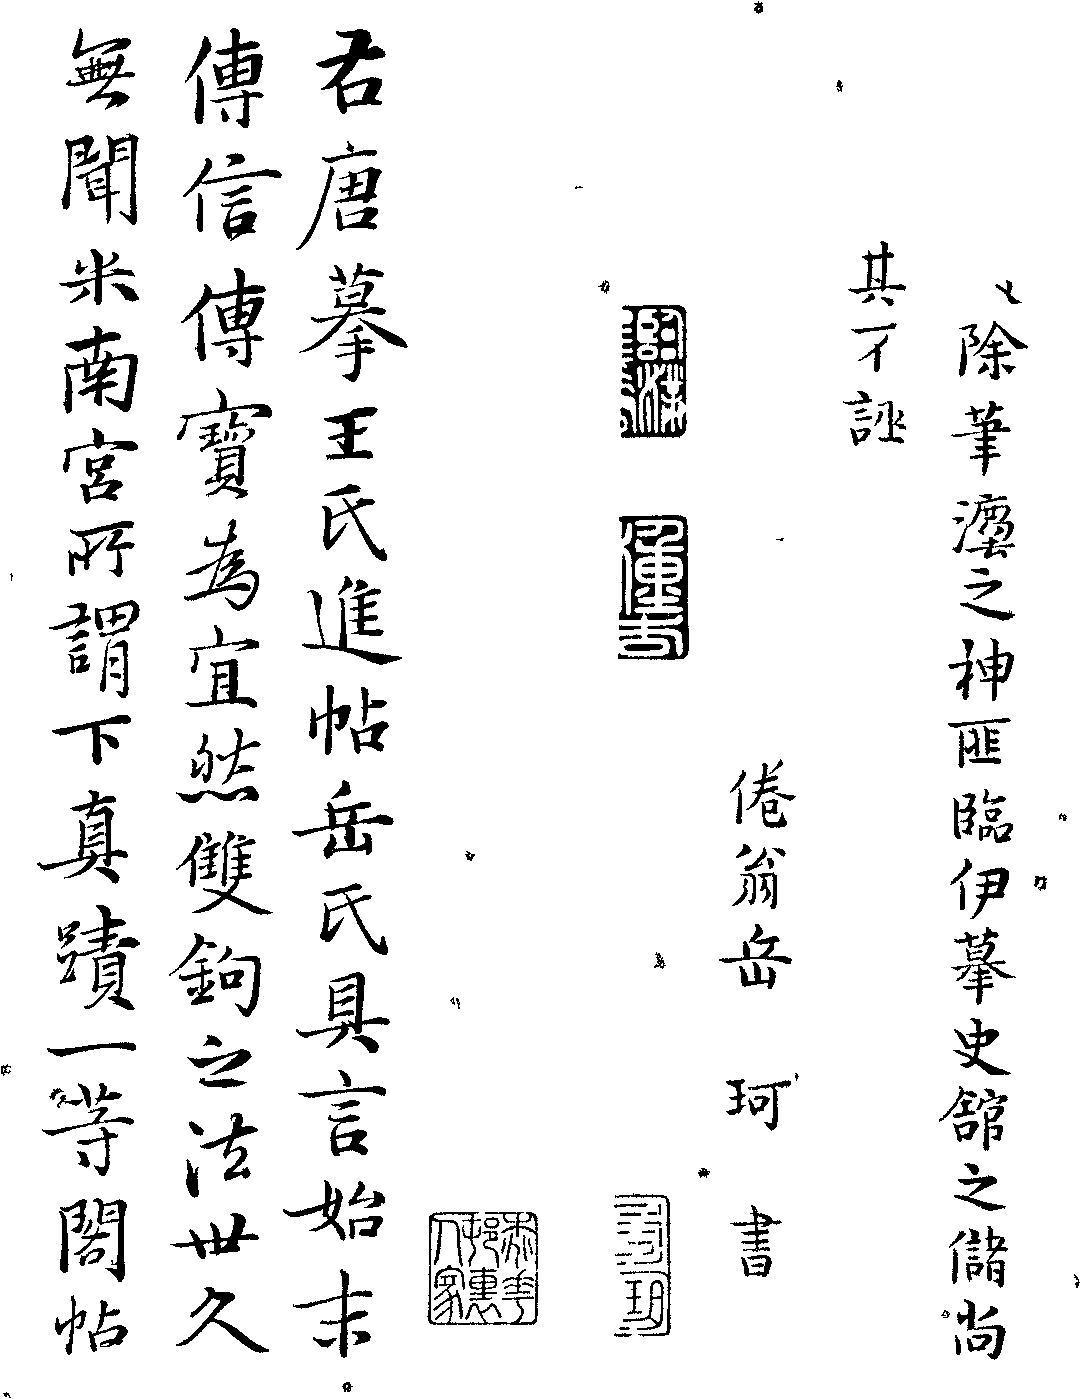 除筆灋之神匪臨伊摹史舘之儲尚
其不誣
倦翁岳珂書
右唐摹王氏進帖岳氏具言始末
傳信傳寶為宜然雙鉤之法世久
無聞米南宮所謂下真蹟一等閣帖